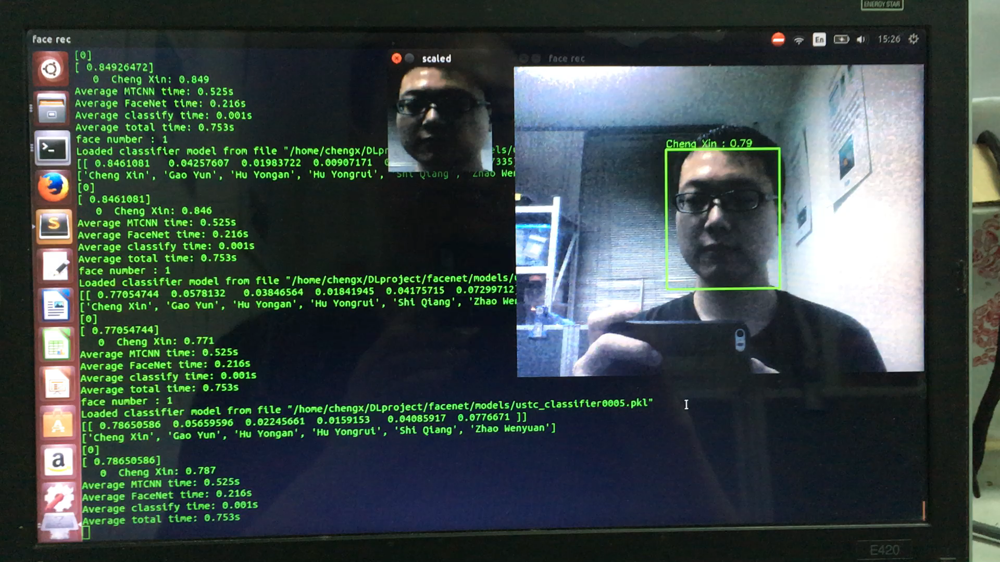 ENERGY STAR
face rec
En
15:26
[0]
[ 0.84926472]
0 Cheng Xin: 0.849
Average MTCNN time: 0.525s
Average FaceNet time: 0.216s
Average classify time: 0.001s
Average total time: 0.753s
face number : 1
Loaded classifier model from file "/home/chengx/DLpr
[[ 0.8461081 0.04257607 0.01983722 0.00907171
['Cheng Xin', 'Gao Yun', 'Hu Yongan', 'Hu Yongrui', 'Shi Qiang', 'Zhao Wen
[0]
[ 0.8461081]
0 Cheng Xin: 0.846
Average MTCNN time: 0.525s
Average FaceNet time: 0.216s
Average classify time: 0.001s
Average total time: 0.753s
face number : 1
Loaded classifier model from file "/home/chengx/DLproject/facenet/models/u
[[ 0.77054744 0.0578132 0.03846564 0.01841945 0.04175715 0.07299712]
['Cheng Xin', 'Gao Yun', 'Hu Yongan', 'Hu Yongrui', 'Shi Qiang', 'Zhao Wen
[0]
[ 0.77054744]
0 Cheng Xin: 0.771
Average MTCNN time: 0.525s
Average FaceNet time: 0.216s
Average classify time: 0.001s
Average total time: 0.753s
face number : 1
Loaded classifier model from file "/home/chengx/DLproject/facenet/models/ustc_classifier0005.pkl"
[[ 0.78650586 0.05659596 0.02245661 0.0159153 0.04085917 0.0776671 ]]
['Cheng Xin', 'Gao Yun', 'Hu Yongan', 'Hu Yongrui', 'Shi Qiang', 'Zhao Wenyuan']
[0]
[ 0.78650586]
0 Cheng Xin: 0.787
Average MTCNN time: 0.525s
Average FaceNet time: 0.216s
Average classify time: 0.001s
Average total time: 0.753s
scaled
face rec
Cheng Xin : 0.79
E420